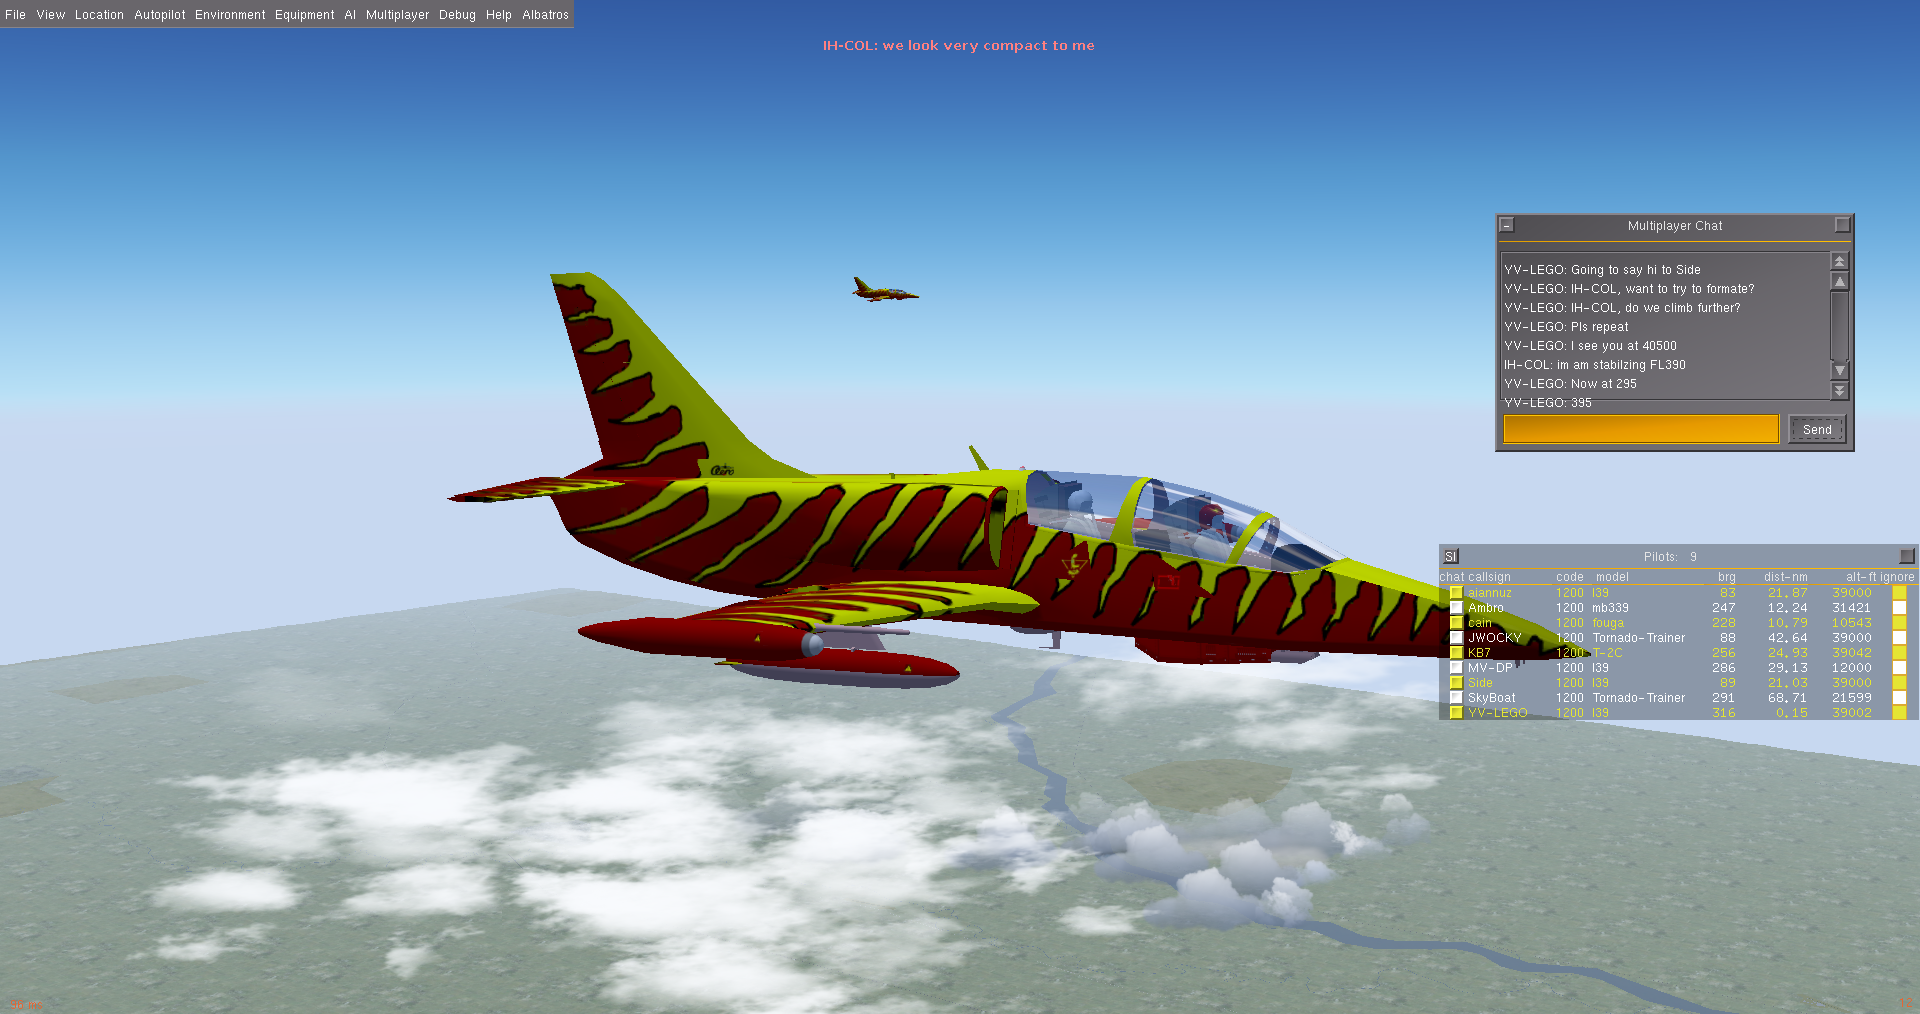 File View Location Autopilot Environment Equipment AI Multiplayer Debug Help Albatros
IH-COL: we look very compact to me
Multiplayer Chat
YV-LEGO: Going to say hi to Side
YV-LEGO: IH-COL, want to try to formate?
YV-LEGO: IH-COL, do we climb further?
YV-LEGO: Pls repeat
YV-LEGO: I see you at 40500
IH-COL: im am stabilzing FL390
YV-LEGO: Now at 295
YV-LEGO: 395
Send
Aero
SI Pilots: 9
chat callsign code model brg dist-nm alt-ft ignore
alannuz 1200 l39 83 21.87 39000
Ambro 1200 mb339 247 12.24 31421
cain 1200 fouga 228 10.79 10543
JWOCKY 1200 Tornado-Trainer 88 42.64 39000
KB7 1200 T-2C 256 24.93 39042
MV-DP 1200 l39 286 29.13 12000
Side 1200 l39 89 21.03 39000
SkyBoat 1200 Tornado-Trainer 291 68.71 21599
YV-LEGO 1200 l39 316 0.15 39002